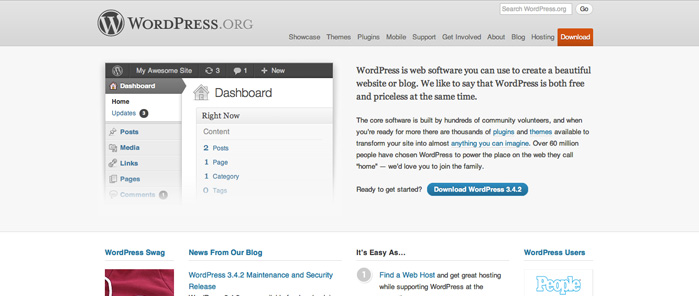 Search WordPress.org Go
WORDPRESS.ORG
Showcase Themes Plugins Mobile Support Get Involved About Blog Hosting Download
My Awesome Site 3 1 + New
Dashboard
Home
Updates 3
Posts
Media
Links
Pages
Comments 1
Dashboard
Right Now
Content
2 Posts
1 Page
1 Category
0 Tags
WordPress is web software you can use to create a beautiful
website or blog. We like to say that WordPress is both free
and priceless at the same time.
The core software is built by hundreds of community volunteers, and when
you're ready for more there are thousands of plugins and themes available to
transform your site into almost anything you can imagine. Over 60 million
people have chosen WordPress to power the place on the web they call
"home" — we'd love you to join the family.
Ready to get started? Download WordPress 3.4.2
WordPress Swag
News From Our Blog
WordPress 3.4.2 Maintenance and Security
Release
It's Easy As…
1 Find a Web Host and get great hosting
while supporting WordPress at the
WordPress Users
People